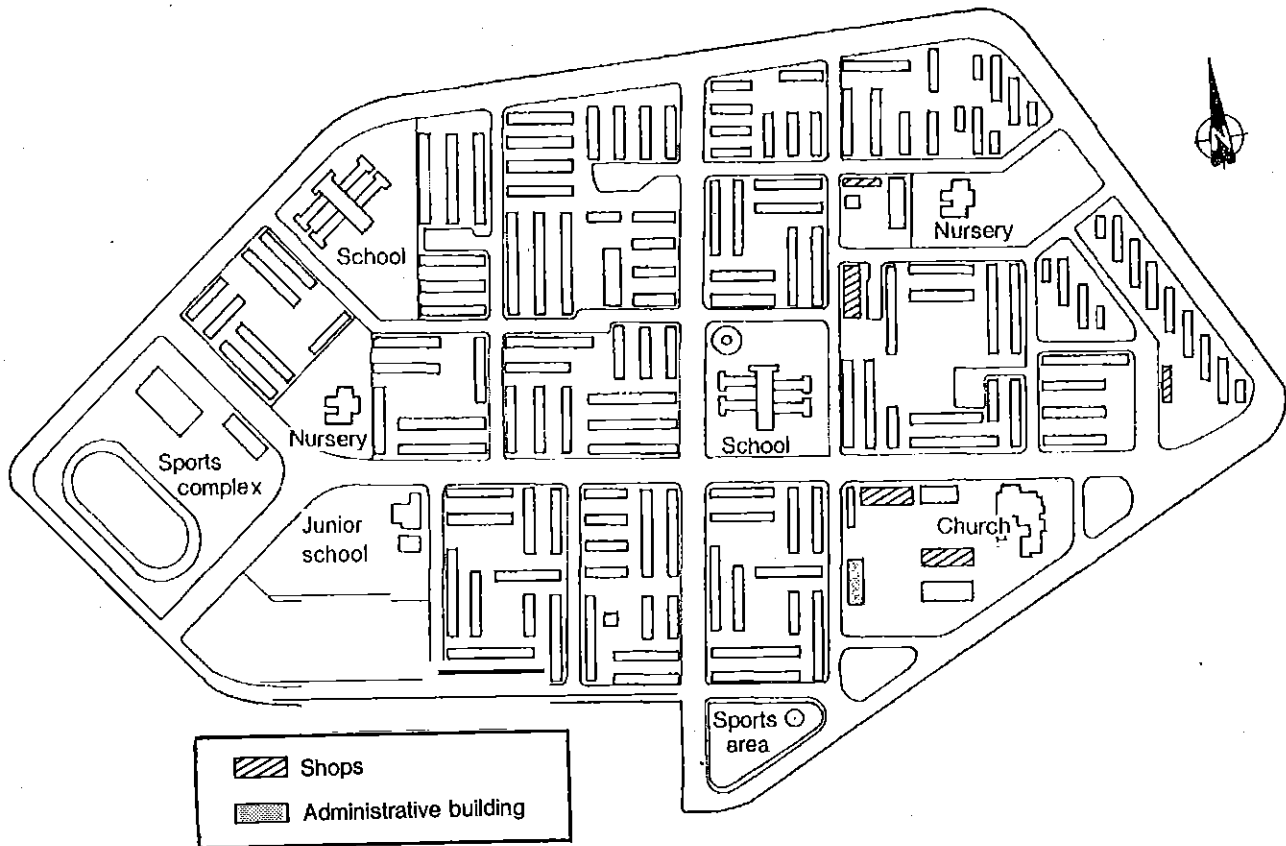 N
School
Nursery
Nursery
School
Sports
complex
Junior
school
Church
Sports
area
Shops
Administrative building